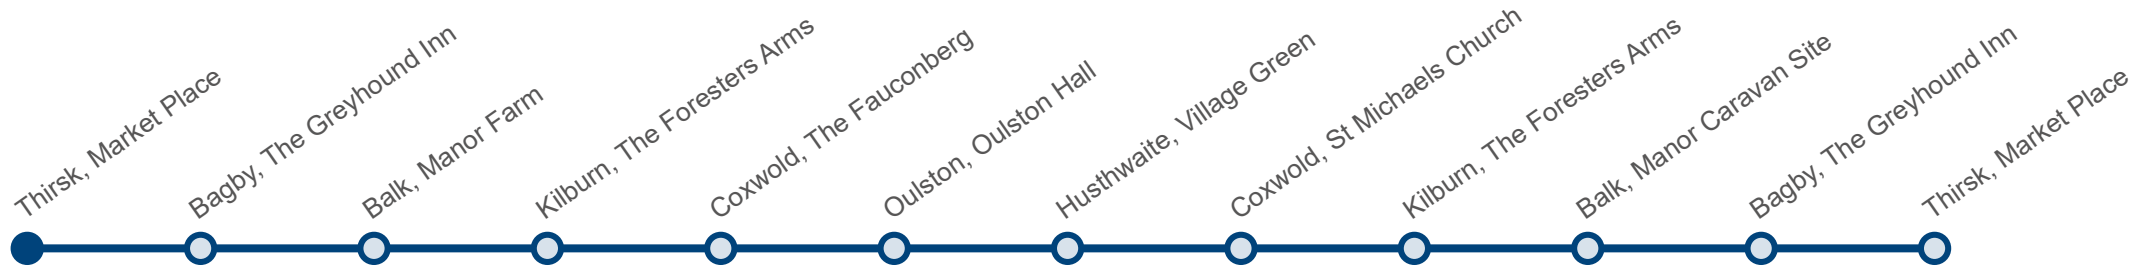 Thirsk, Market Place
Bagby, The Greyhound Inn
Balk, Manor Farm
Kilburn, The Foresters Arms
Coxwold, The Fauconberg
Oulston, Oulston Hall
Husthwaite, Village Green
Coxwold, St Michaels Church
Kilburn, The Foresters Arms
Balk, Manor Caravan Site
Bagby, The Greyhound Inn
Thirsk, Market Place